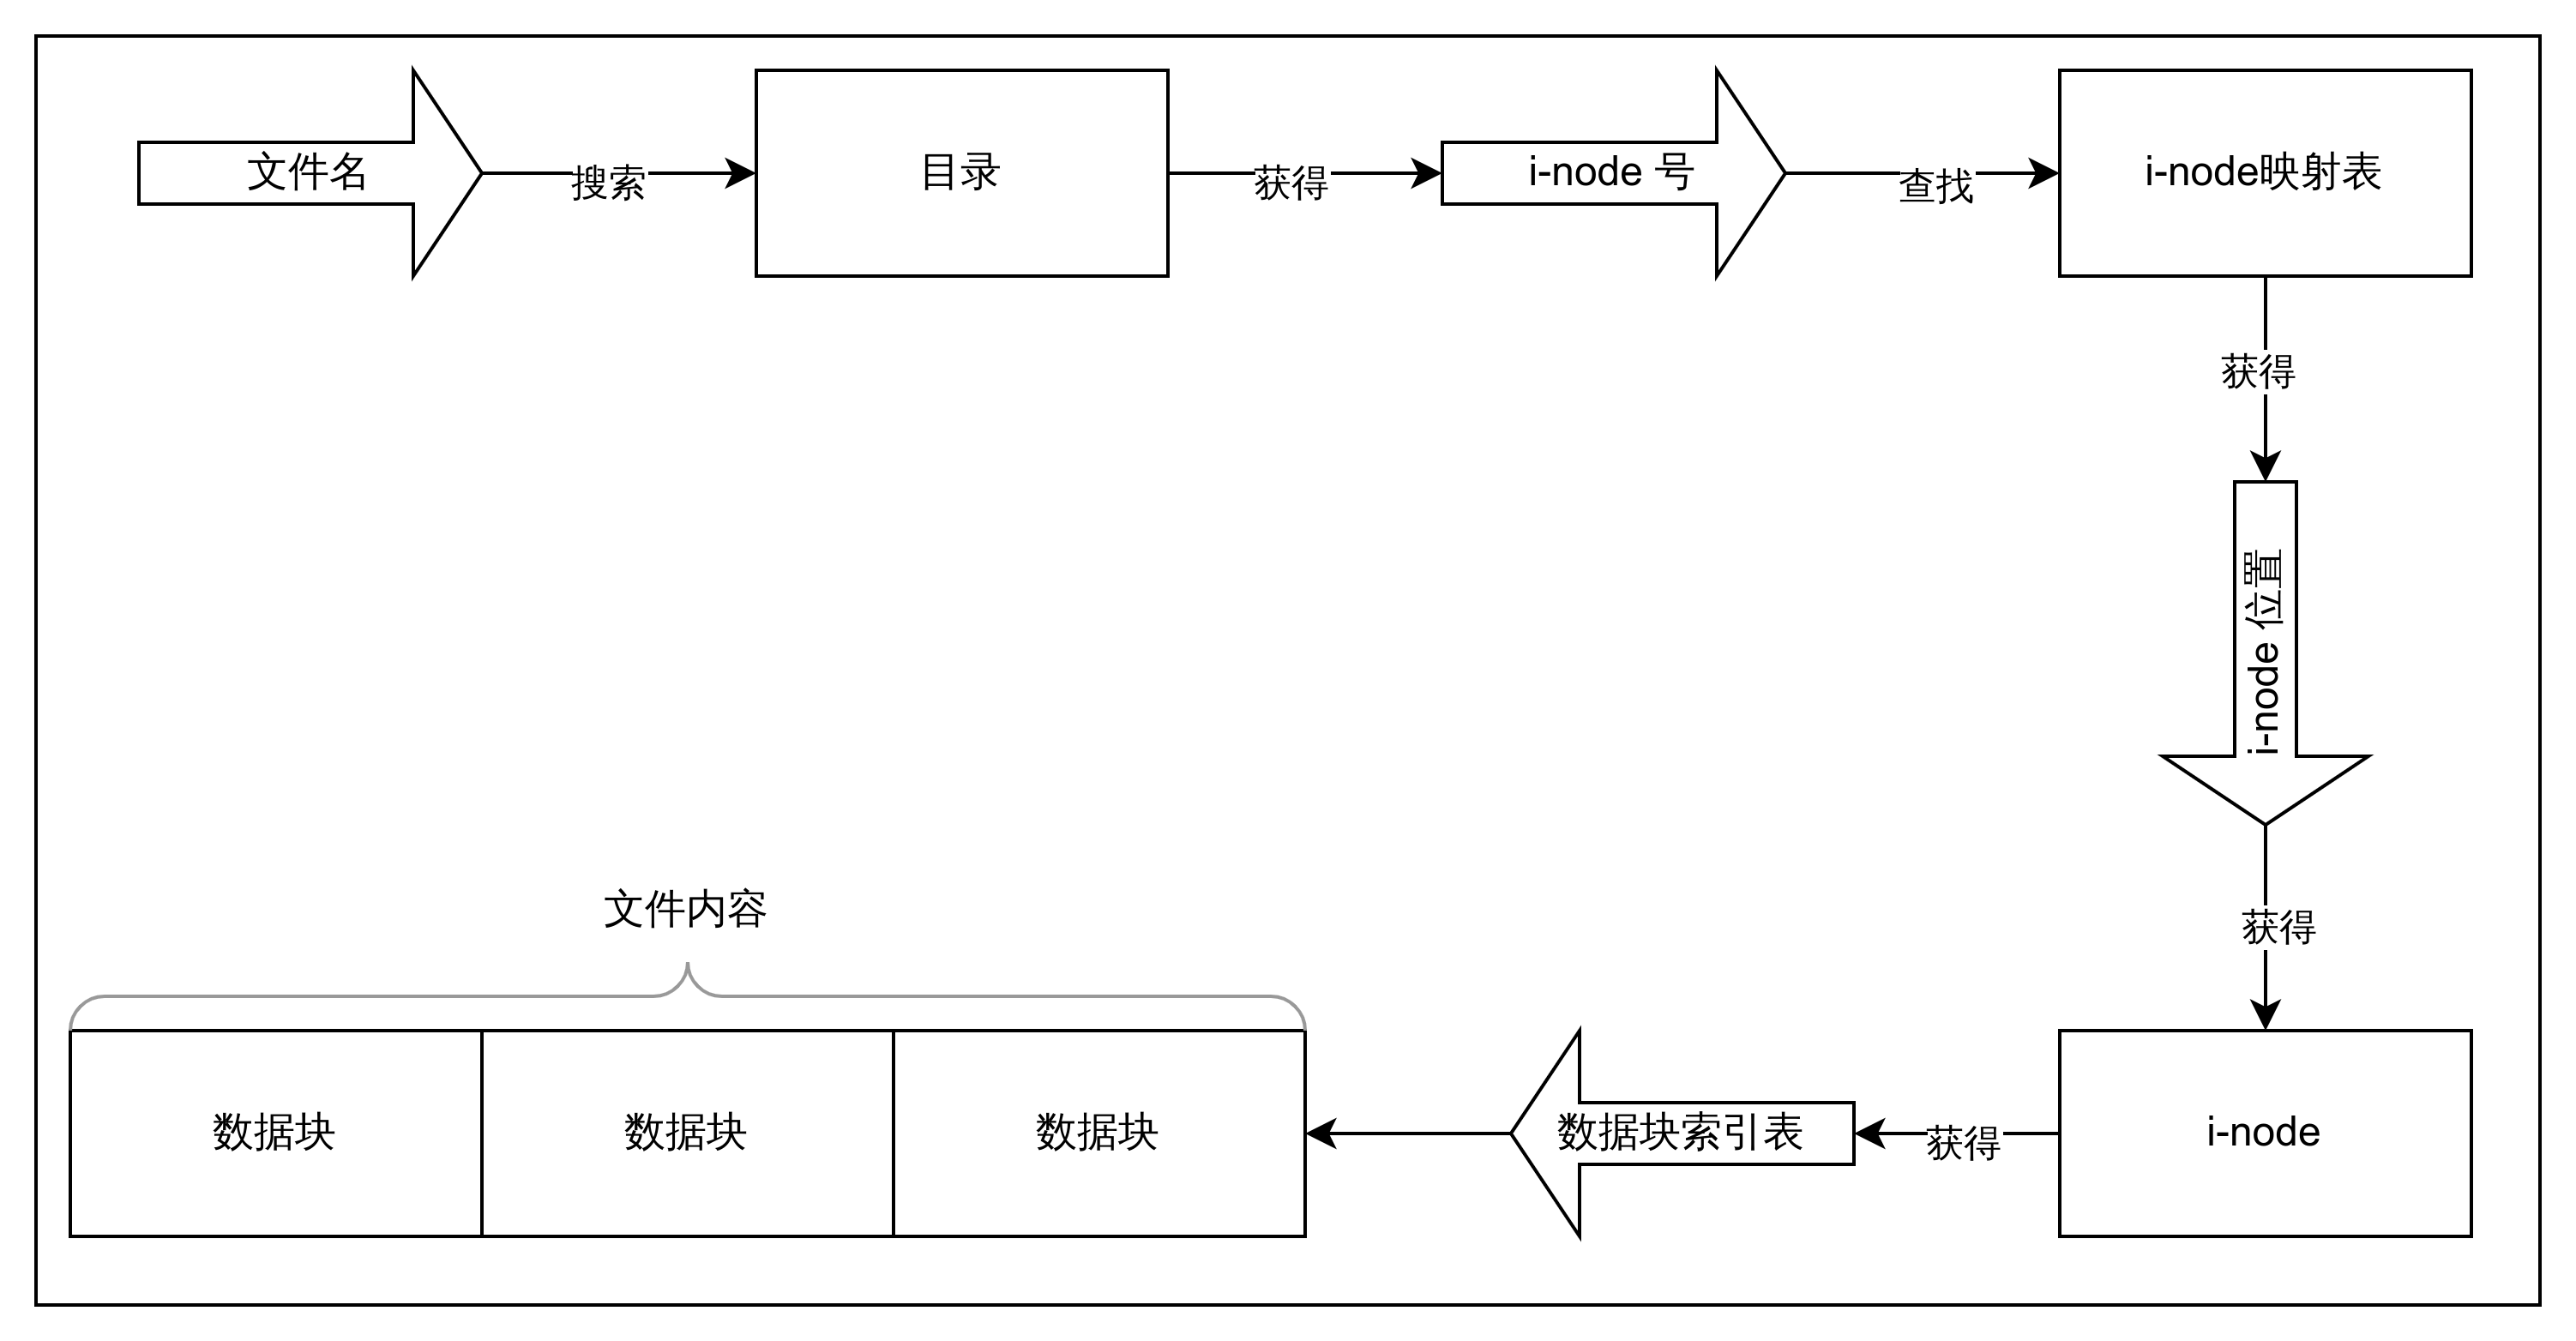 文件名
搜索
目录
获得
i-node 号
查找
i-node映射表
获得
i-node 位置
获得
i-node
获得
数据块索引表
文件内容
数据块
数据块
数据块